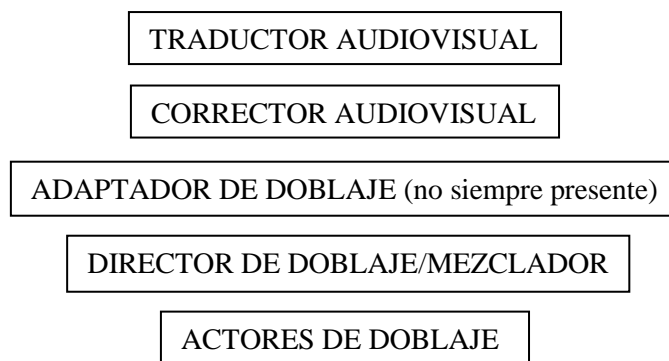 TRADUCTOR AUDIOVISUAL
CORRECTOR AUDIOVISUAL
ADAPTADOR DE DOBLAJE (no siempre presente)
DIRECTOR DE DOBLAJE/MEZCLADOR
ACTORES DE DOBLAJE